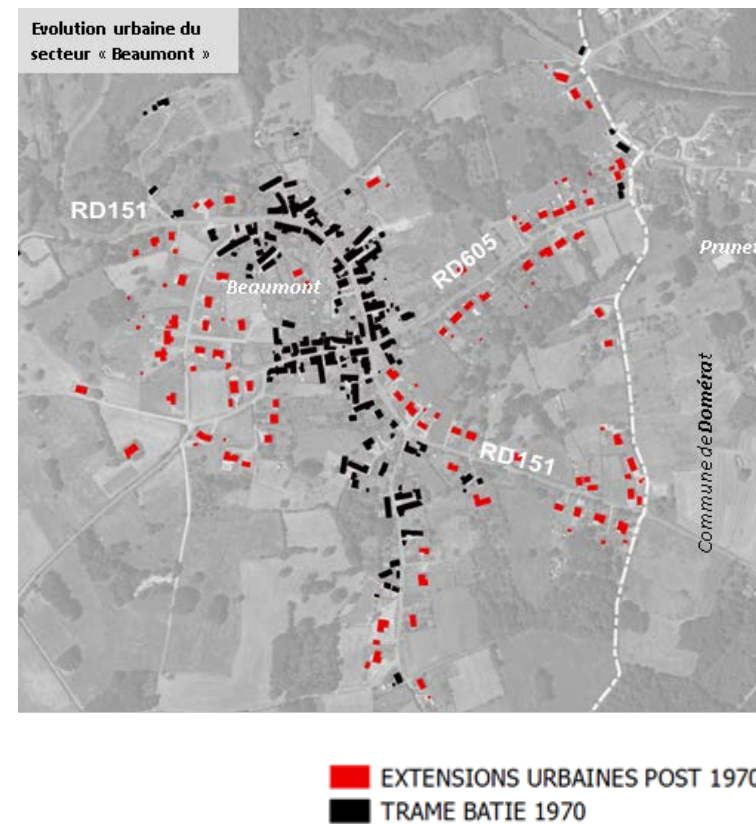 Evolution urbaine du
secteur « Beaumont »
RD151
RD605
Prunet
Beaumont
Commune de Domérat
RD151
EXTENSIONS URBAINES POST 1970
TRAME BATIE 1970